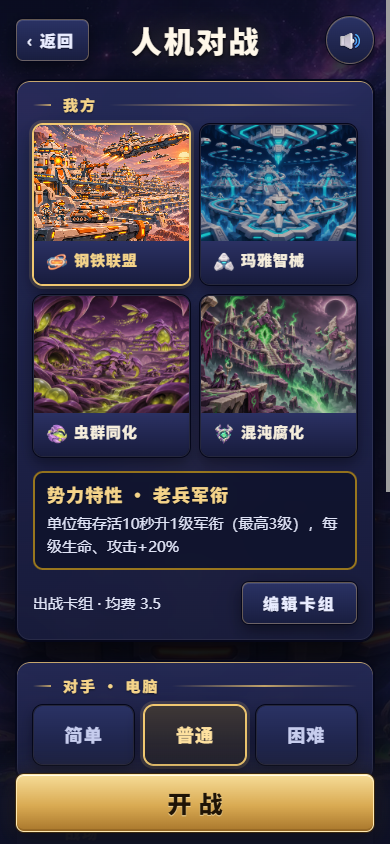 ‹ 返回
人机对战
我方
钢铁联盟
玛雅智械
虫群同化
混沌腐化
势力特性 · 老兵军衔
单位每存活10秒升1级军衔（最高3级），每
级生命、攻击+20%
出战卡组 · 均费 3.5
编辑卡组
对手 · 电脑
简单
普通
困难
开战